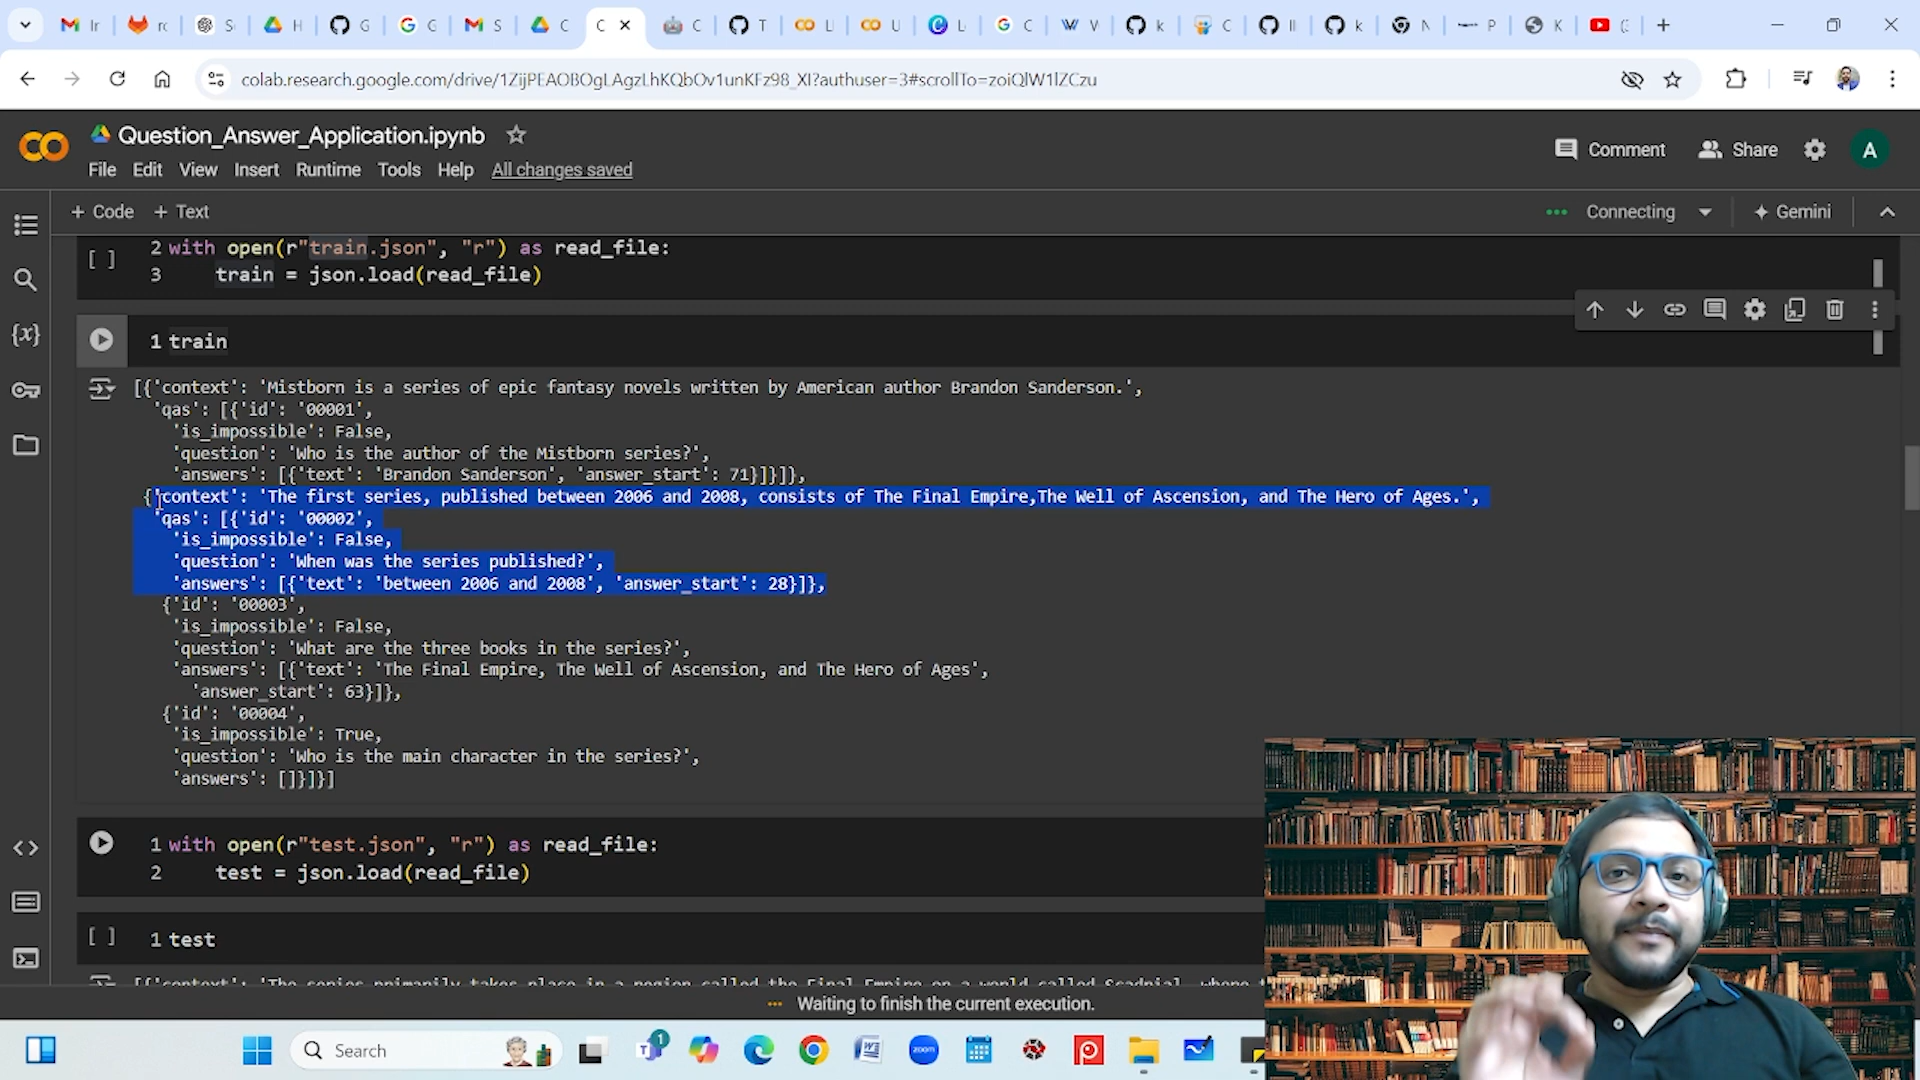 colab.research.google.com/drive/1ZijPEAOBOgLAgzLhKQbOv1unKFz98_XI?authuser=3#scrollTo=zoiQlW1lZCzu
Question_Answer_Application.ipynb
Comment
Share
A
File Edit View Insert Runtime Tools Help All changes saved
+ Code + Text
Connecting
Gemini
[ ]
2 with open(r"train.json", "r") as read_file:
3 train = json.load(read_file)
1 train
[{'context': 'Mistborn is a series of epic fantasy novels written by American author Brandon Sanderson.',
'qas': [{'id': '00001',
'is_impossible': False,
'question': 'Who is the author of the Mistborn series?',
'answers': [{'text': 'Brandon Sanderson', 'answer_start': 71}]}]},
{'context': 'The first series, published between 2006 and 2008, consists of The Final Empire,The Well of Ascension, and The Hero of Ages.',
'qas': [{'id': '00002',
'is_impossible': False,
'question': 'When was the series published?',
'answers': [{'text': 'between 2006 and 2008', 'answer_start': 28}]},
{'id': '00003',
'is_impossible': False,
'question': 'What are the three books in the series?',
'answers': [{'text': 'The Final Empire, The Well of Ascension, and The Hero of Ages',
'answer_start': 63}]},
{'id': '00004',
'is_impossible': True,
'question': 'Who is the main character in the series?',
'answers': []}]}]
1 with open(r"test.json", "r") as read_file:
2 test = json.load(read_file)
[ ]
1 test
[{'context': 'The series primarily takes place in a region called the Final Empire on a world called Scadrial, where
Waiting to finish the current execution.
Search
1
zoom